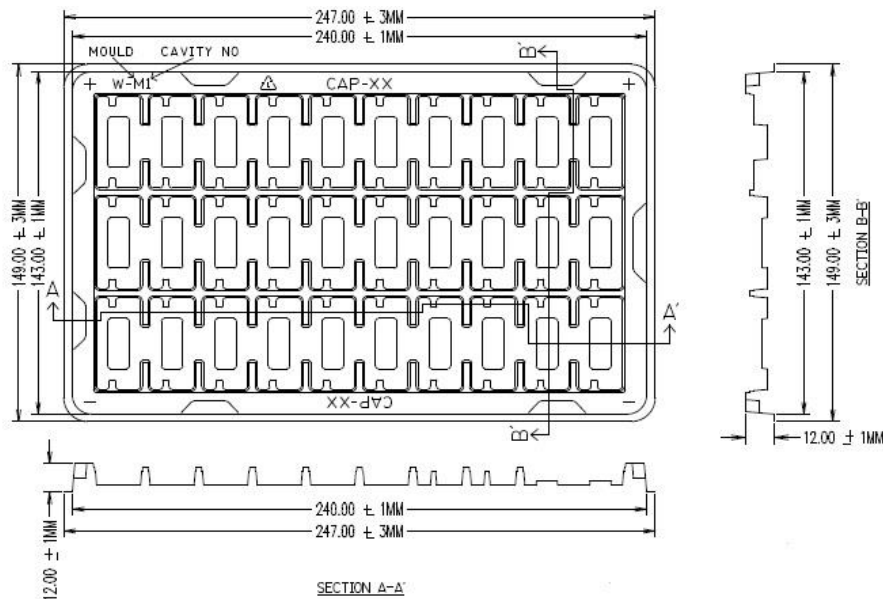 247.00 ± 3MM
240.00 ± 1MM
MOULD CAVITY NO
W-M1
CAP-XX
B'
+
+
149.00 ± 3MM
143.00 ± 1MM
A
A'
-
-
CAP-XX
B'
143.00 ± 1MM
149.00 ± 3MM
SECTION B-B'
12.00 ± 1MM
12.00 ± 1MM
240.00 ± 1MM
247.00 ± 3MM
SECTION A-A'